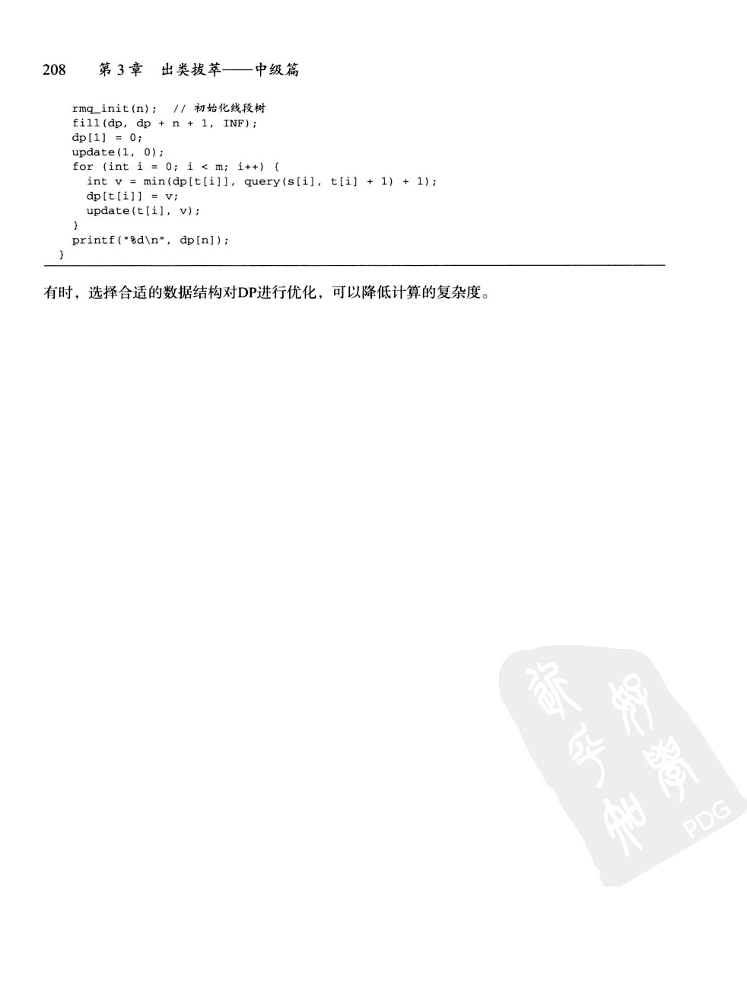 208 第 3 章 出类拔萃——中级篇
rmq_init(n); // 初始化线段树
fill(dp, dp + n + 1, INF);
dp[1] = 0;
update(1, 0);
for (int i = 0; i < m; i++) {
int v = min(dp[t[i]], query(s[i], t[i] + 1) + 1);
dp[t[i]] = v;
update(t[i], v);
}
printf("%d\n", dp[n]);
}
有时，选择合适的数据结构对DP进行优化，可以降低计算的复杂度。
PDG